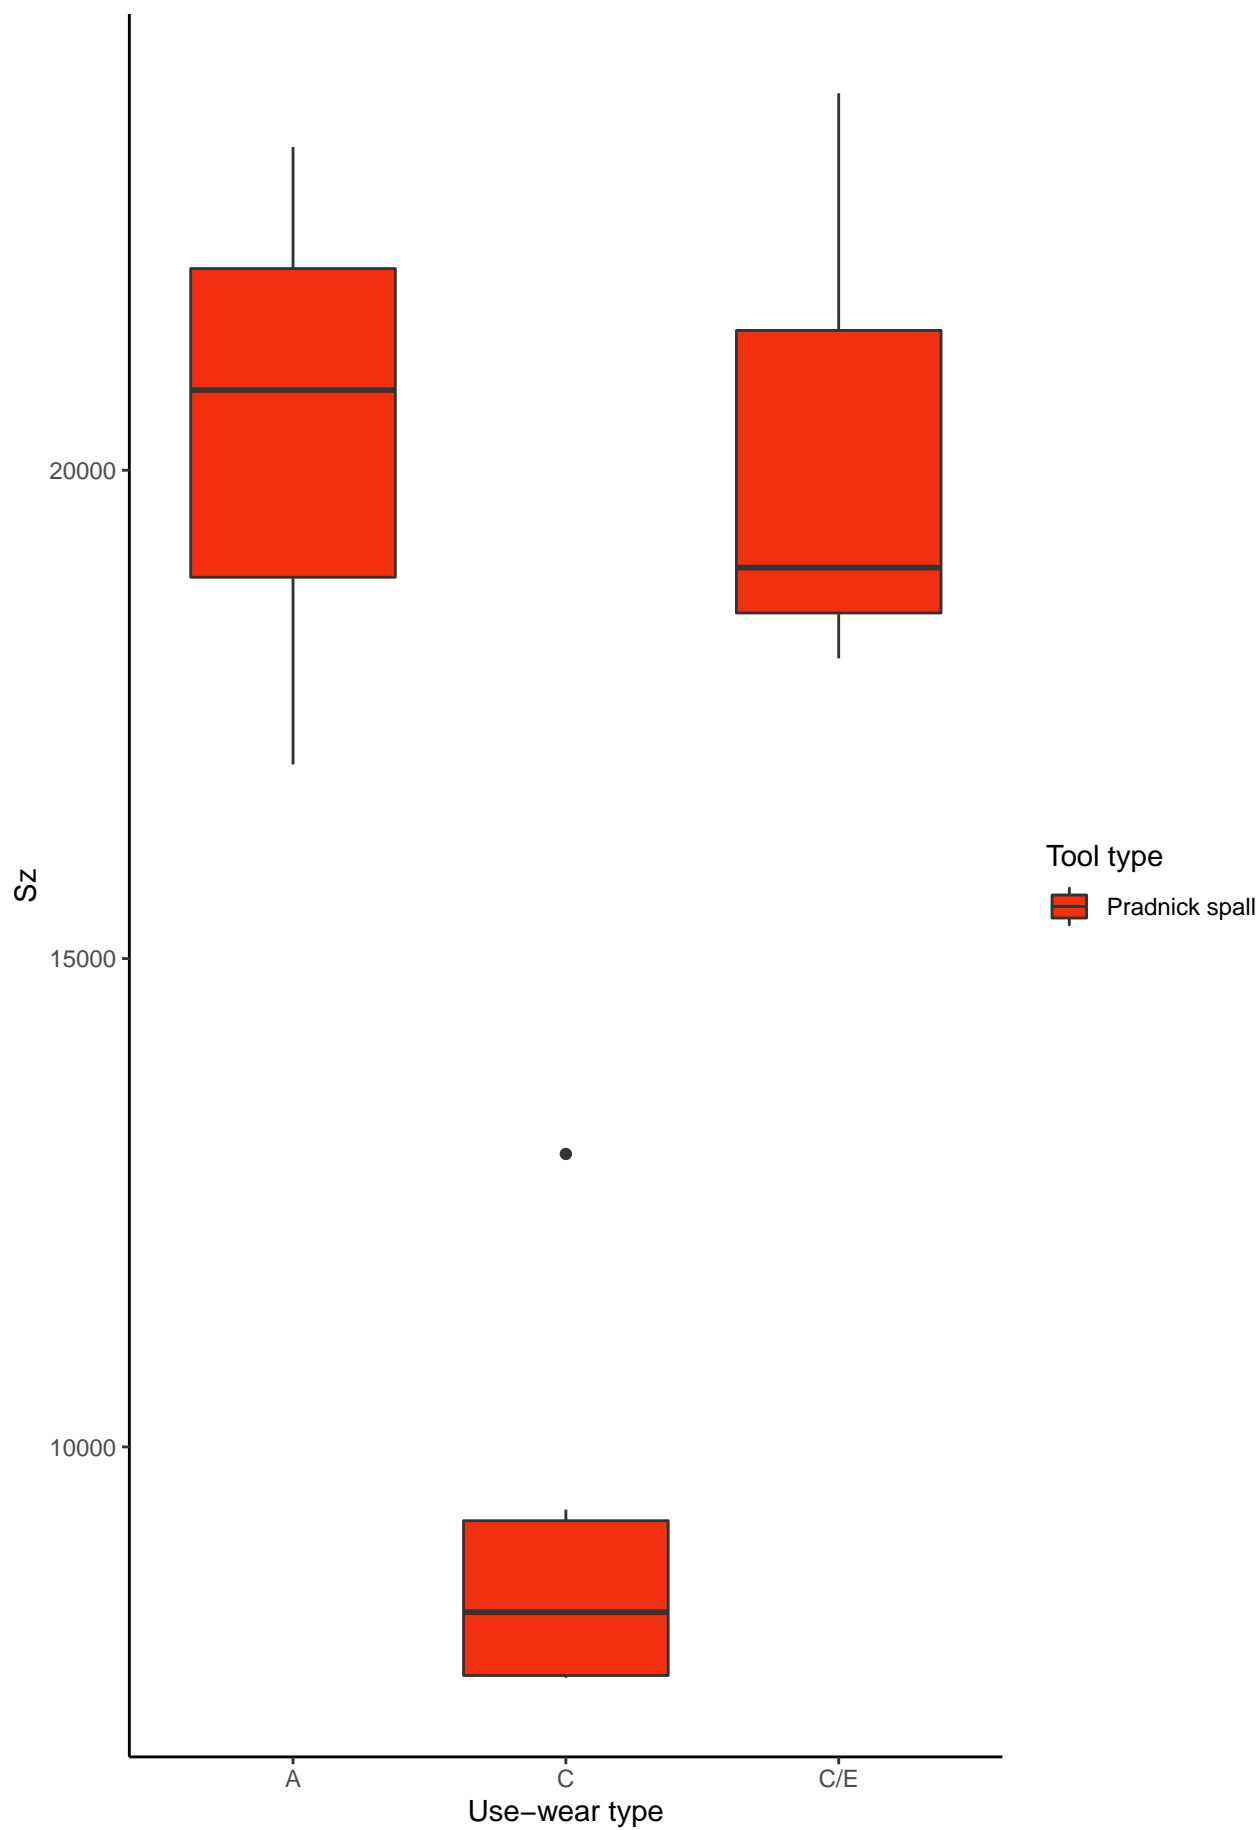 Sz
20000
15000
10000
A
C
C/E
Use−wear type
Tool type
Pradnick spall